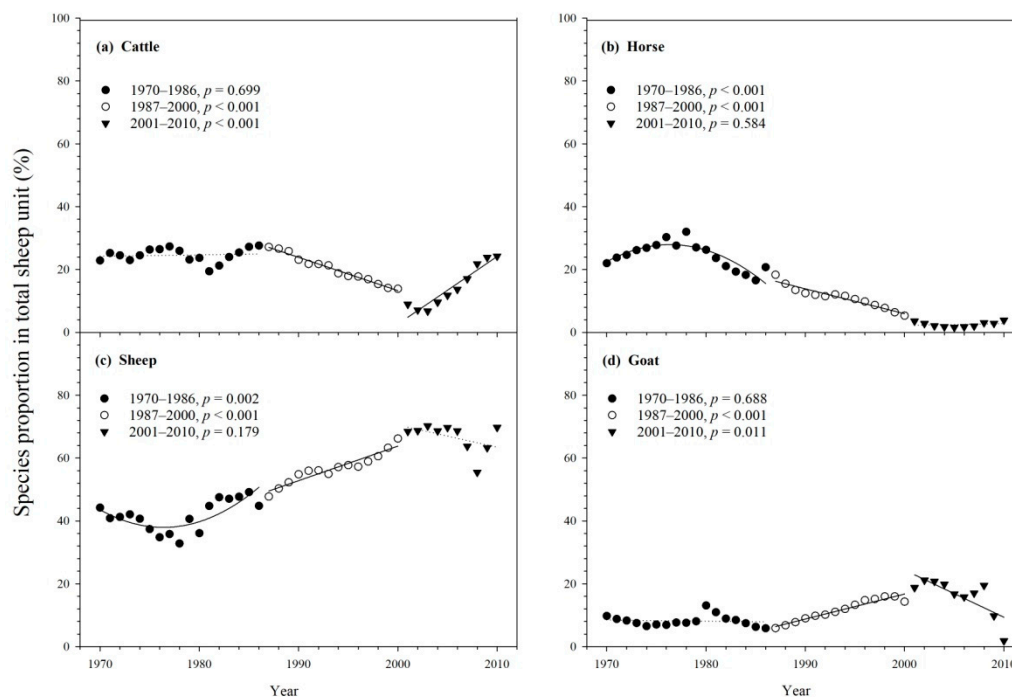 Species proportion in total sheep unit (%)
100
80
60
40
20
0
(a) Cattle
1970–1986, p = 0.699
1987–2000, p < 0.001
2001–2010, p < 0.001
100
80
60
40
20
0
(b) Horse
1970–1986, p < 0.001
1987–2000, p < 0.001
2001–2010, p = 0.584
80
60
40
20
0
(c) Sheep
1970–1986, p = 0.002
1987–2000, p < 0.001
2001–2010, p = 0.179
1970 1980 1990 2000 2010
Year
80
60
40
20
0
(d) Goat
1970–1986, p = 0.688
1987–2000, p < 0.001
2001–2010, p = 0.011
1970 1980 1990 2000 2010
Year